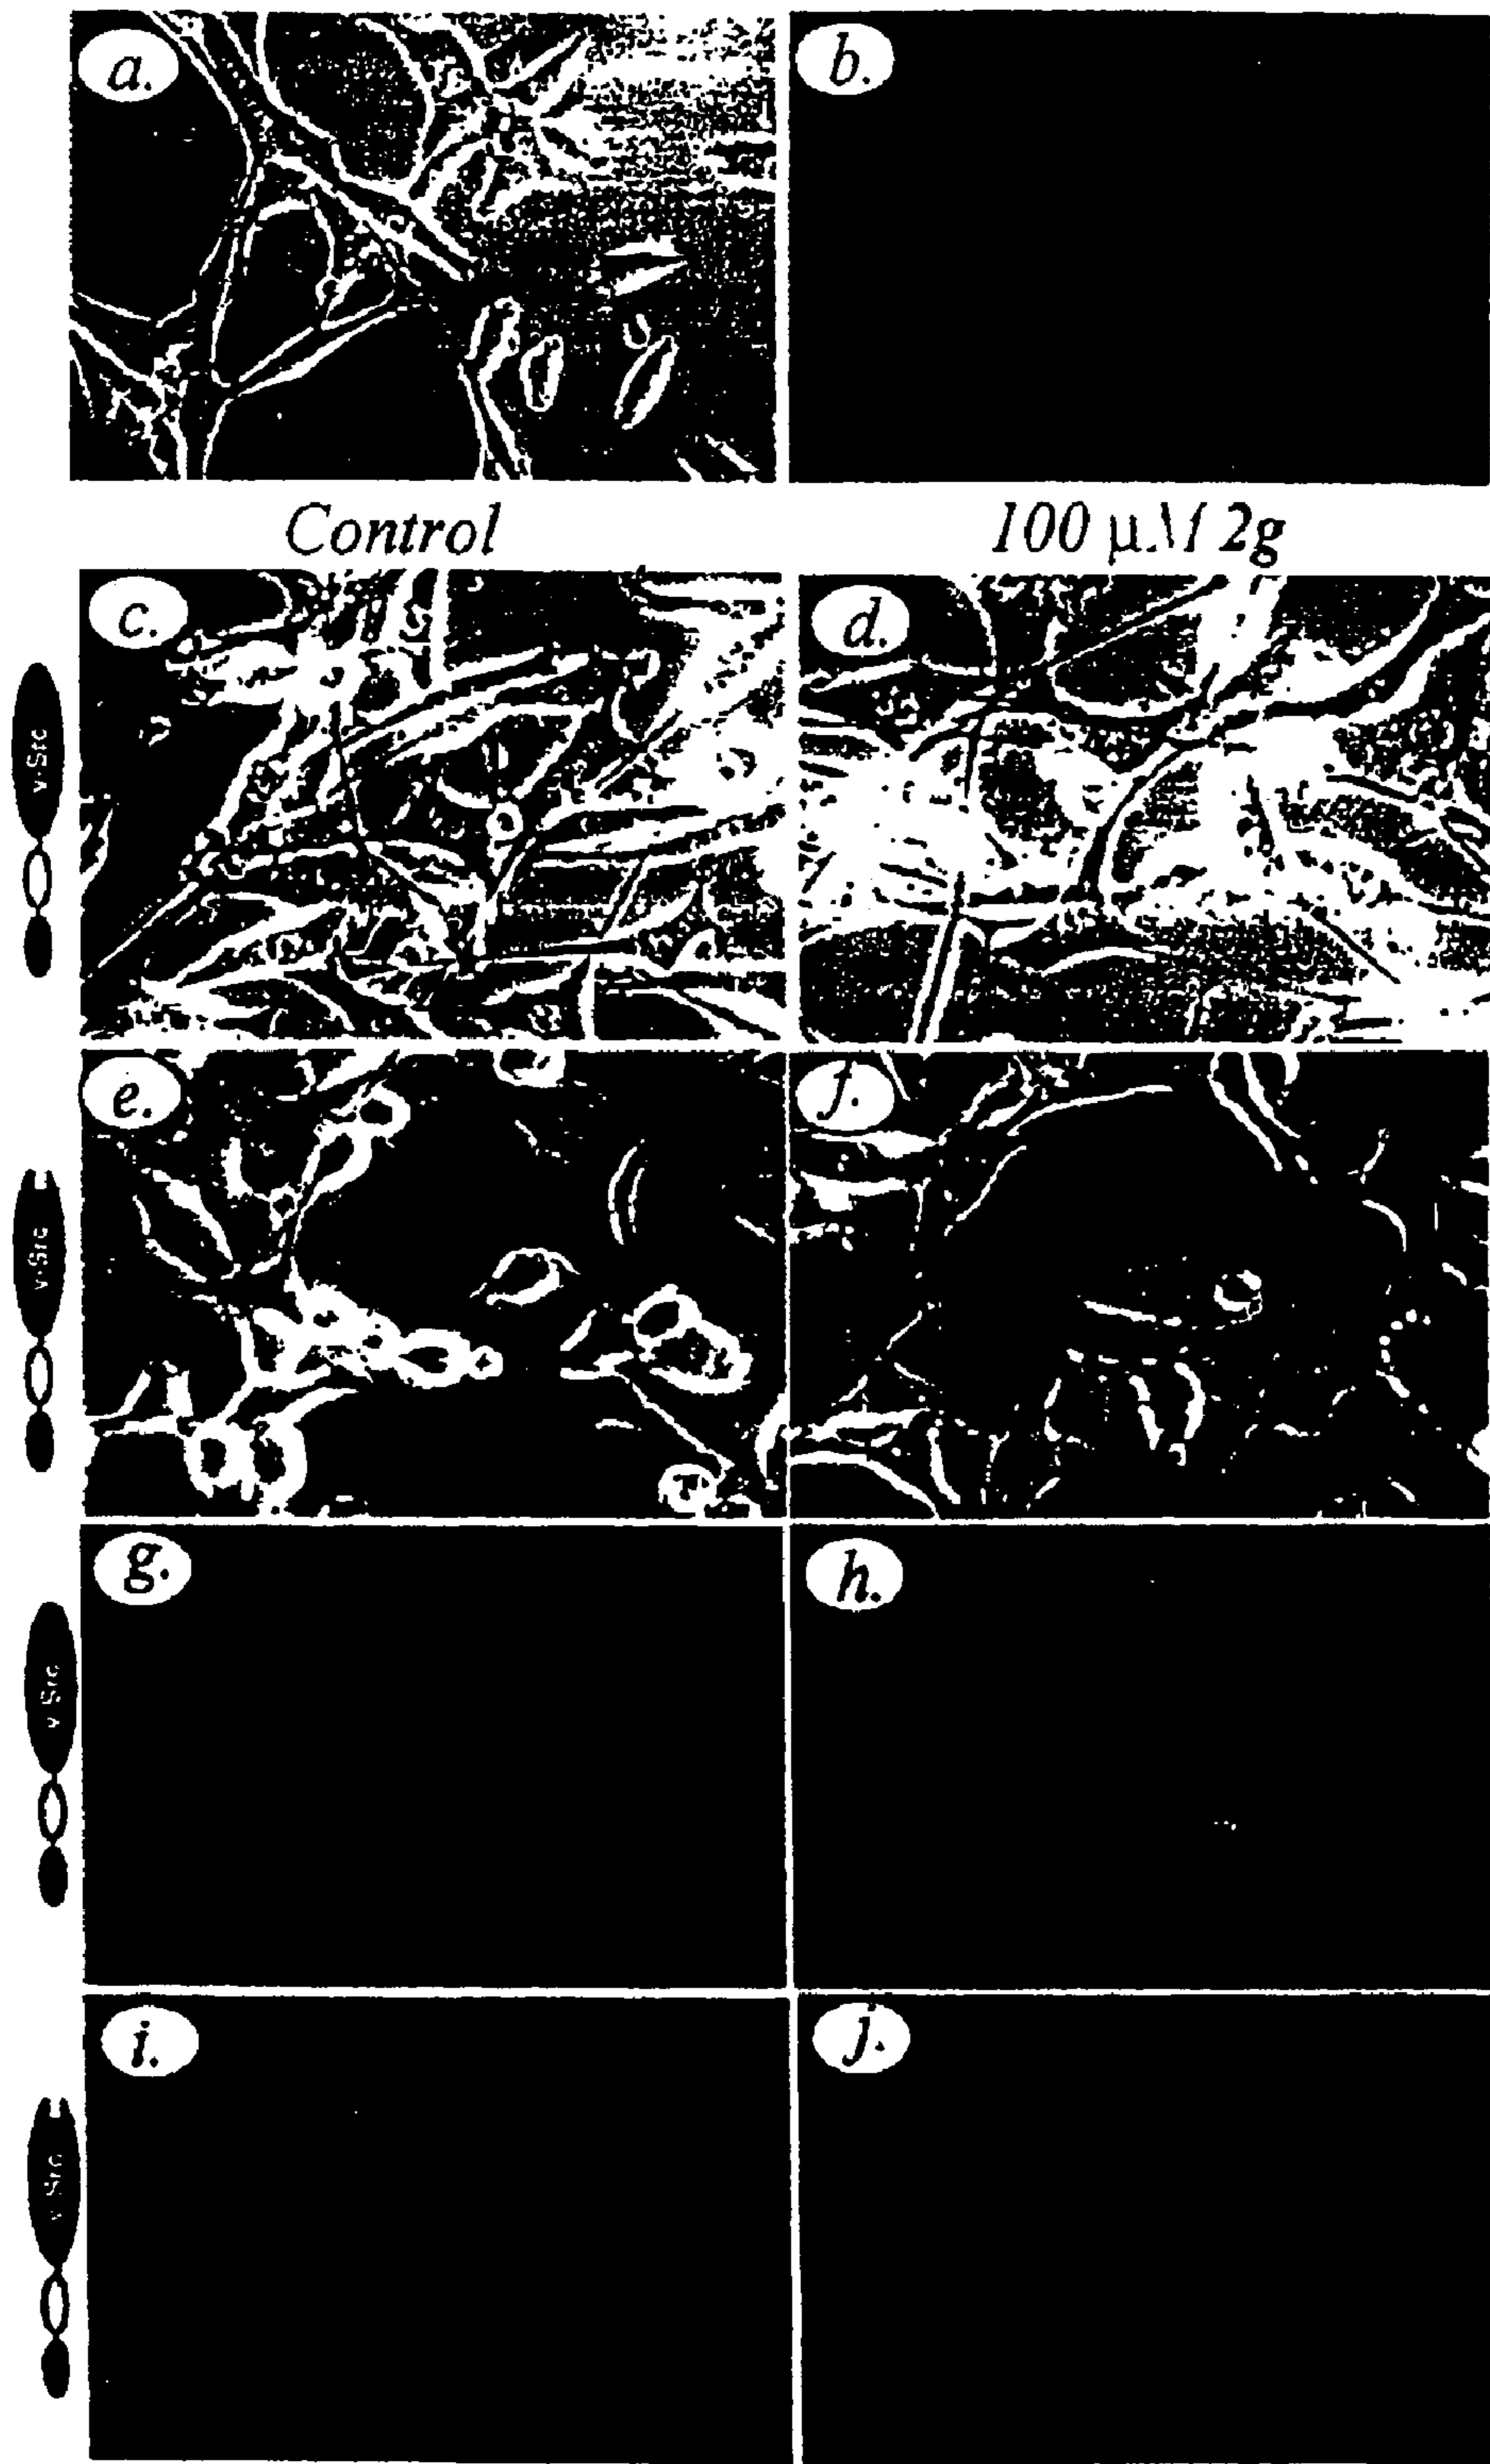 a.
b.
Control
100 µM 2g
c.
d.
v-Src
e.
f.
v-Src
g.
h.
v-Src
i.
j.
v-Src